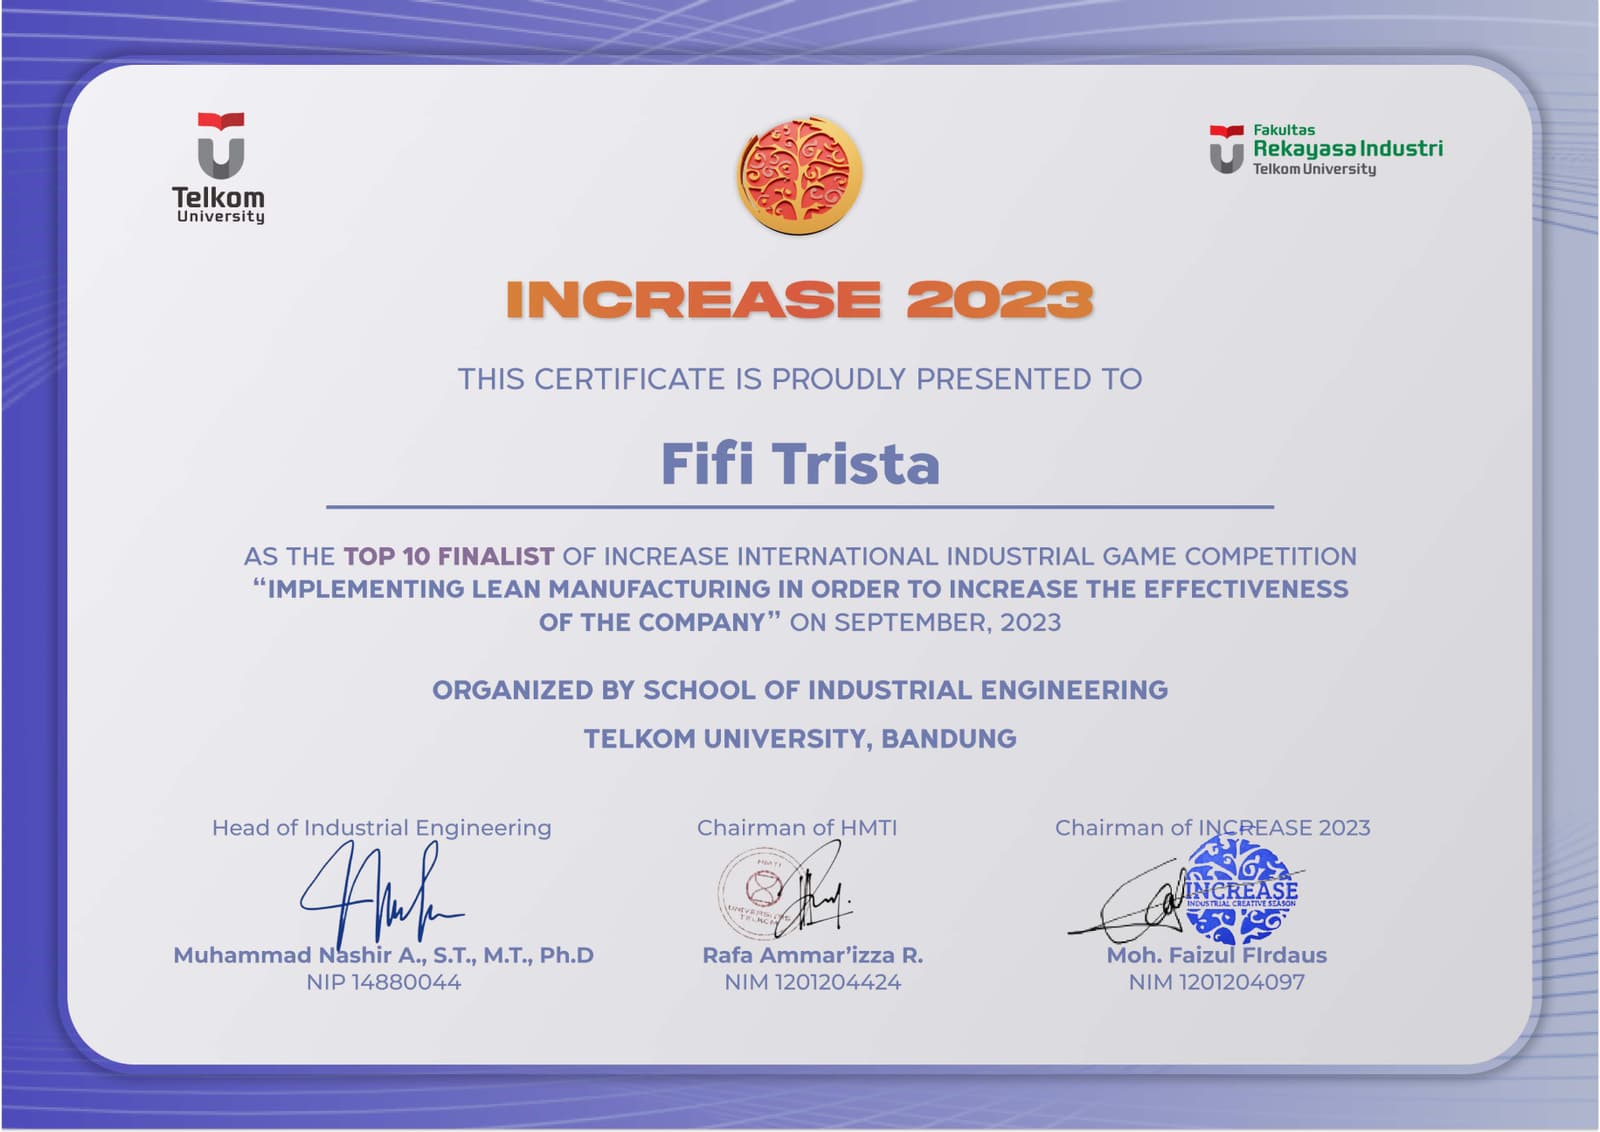 Telkom
University
Fakultas
Rekayasa Industri
Telkom University
INCREASE 2023
THIS CERTIFICATE IS PROUDLY PRESENTED TO
Fifi Trista
AS THE TOP 10 FINALIST OF INCREASE INTERNATIONAL INDUSTRIAL GAME COMPETITION
“IMPLEMENTING LEAN MANUFACTURING IN ORDER TO INCREASE THE EFFECTIVENESS
OF THE COMPANY” ON SEPTEMBER, 2023
ORGANIZED BY SCHOOL OF INDUSTRIAL ENGINEERING
TELKOM UNIVERSITY, BANDUNG
Head of Industrial Engineering
Muhammad Nashir A., S.T., M.T., Ph.D
NIP 14880044
Chairman of HMTI
HMTI
UNIVERSITAS
TELKOM
Rafa Ammar’izza R.
NIM 1201204424
Chairman of INCREASE 2023
INCREASE
INDUSTRIAL CREATIVE SEASON
Moh. Faizul FIrdaus
NIM 1201204097